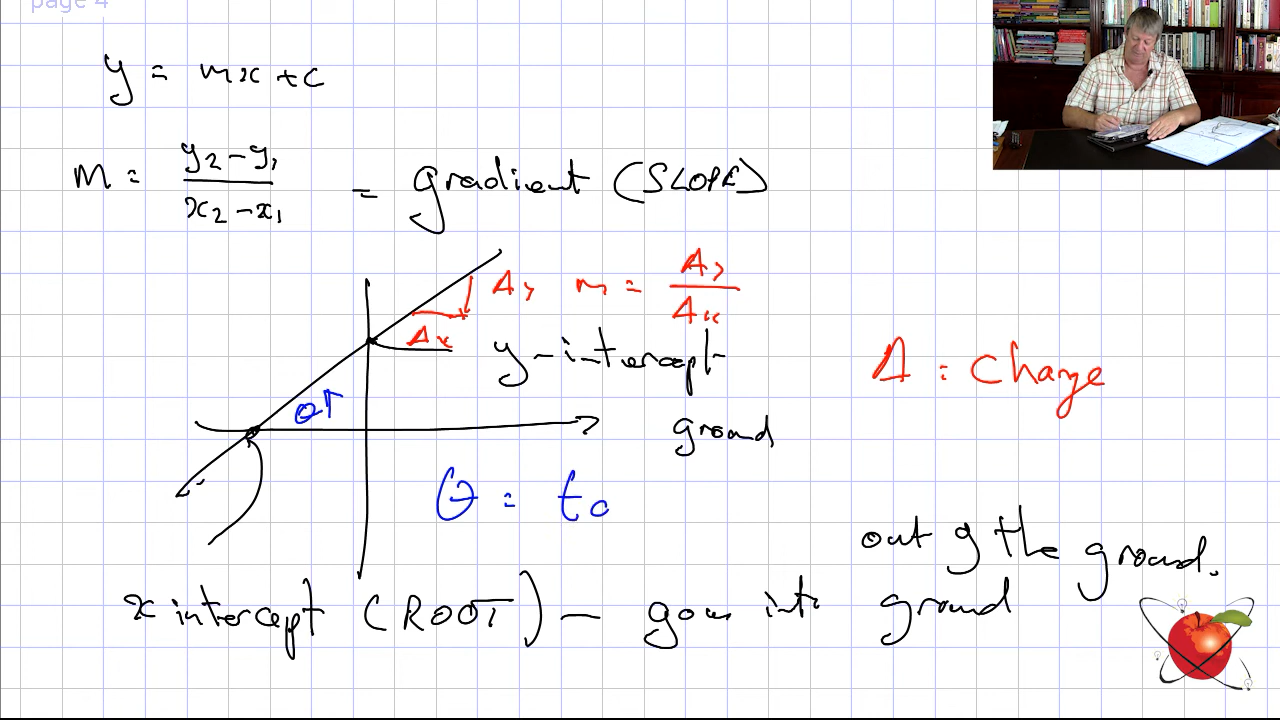 page 4
y = mx + c
m = y2 - y1 / x2 - x1 = gradient (SLOPE)
Δy m = Δy / Δx
Δx
y-intercept
Δ = change
θ↑
ground
θ = ta
out of the ground.
x intercept (ROOT) — goes into ground